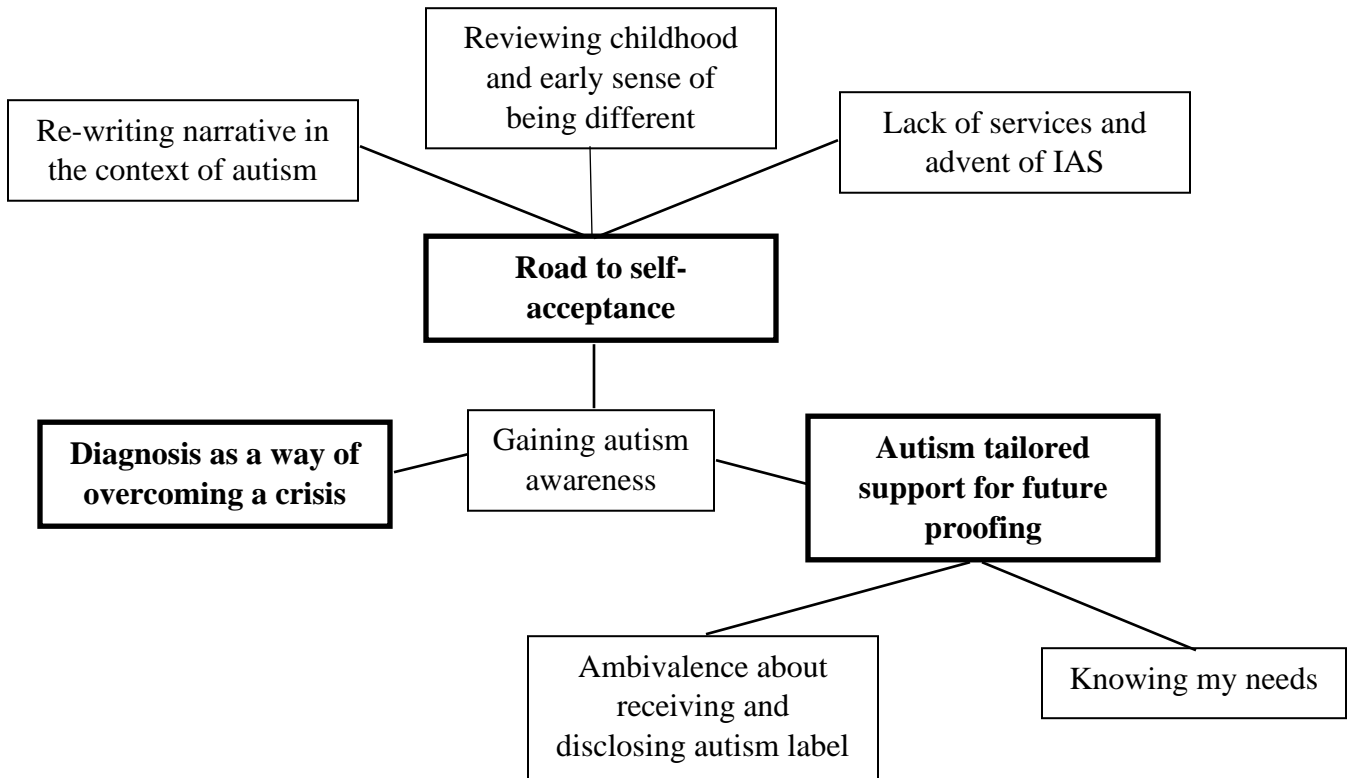 Reviewing childhood
and early sense of
being different
Re-writing narrative in
the context of autism
Lack of services and
advent of IAS
Road to self-
acceptance
Diagnosis as a way of
overcoming a crisis
Gaining autism
awareness
Autism tailored
support for future
proofing
Ambivalence about
receiving and
disclosing autism label
Knowing my needs